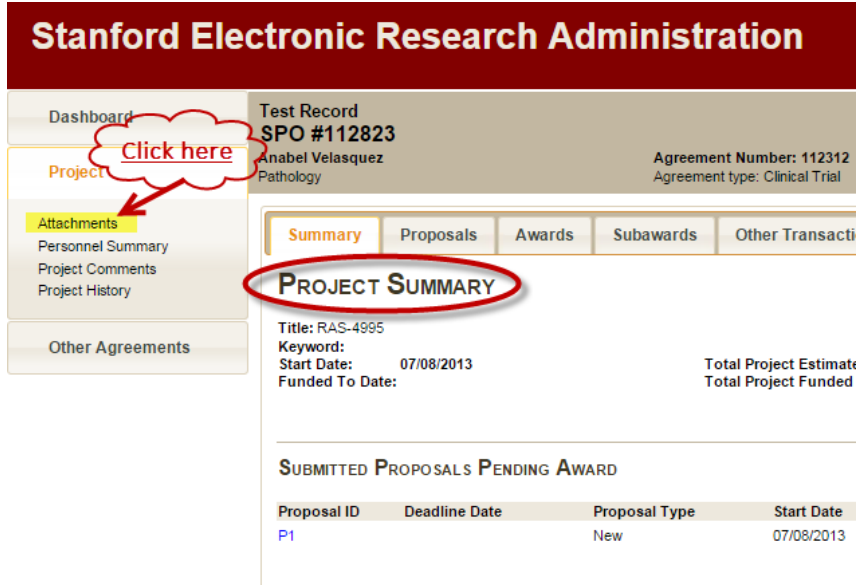 Stanford Electronic Research Administration
Dashboard
Click here
Project
Attachments
Personnel Summary
Project Comments
Project History
Other Agreements
Test Record
SPO #112823
Anabel Velasquez
Pathology
Agreement Number: 112312
Agreement type: Clinical Trial
Summary Proposals Awards Subawards Other
PROJECT SUMMARY
Title: RAS-4995
Keyword:
Start Date: 07/08/2013 Total Project Estimate
Funded To Date: Total Project Funded
SUBMITTED PROPOSALS PENDING AWARD
Proposal ID Deadline Date Proposal Type Start Date
P1 New 07/08/2013